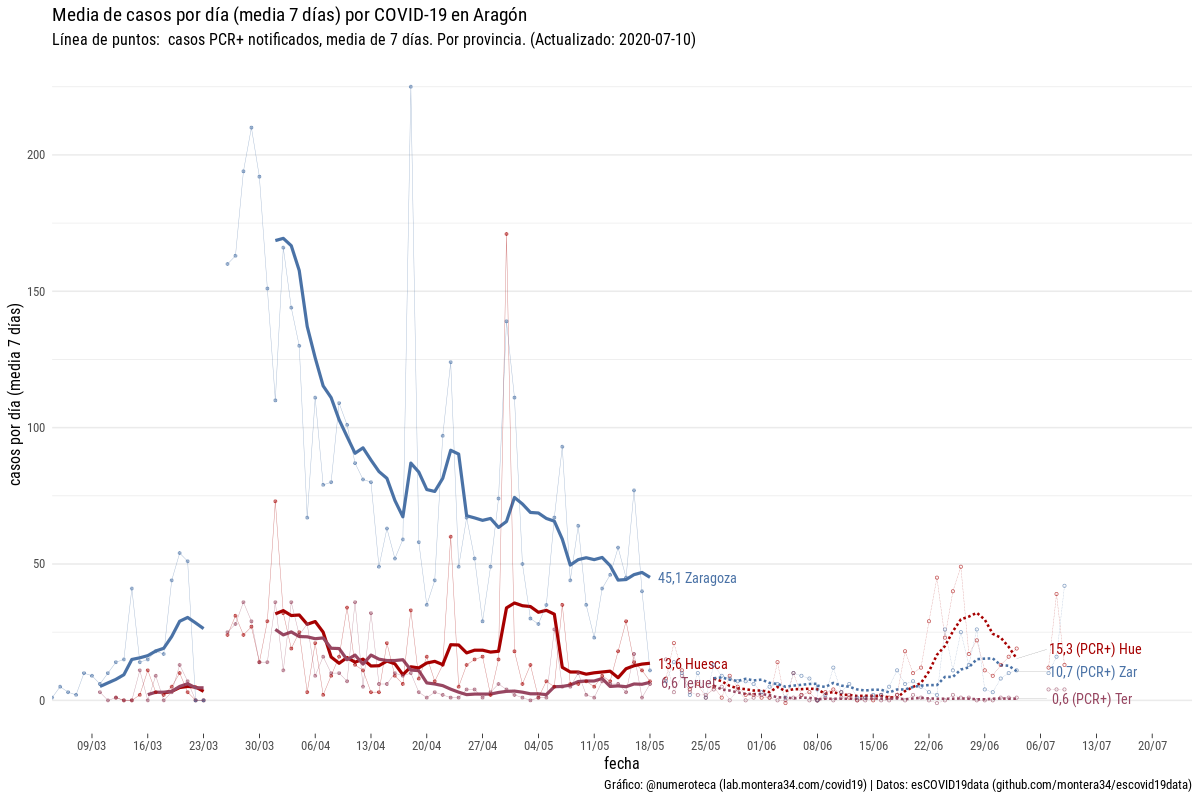 Media de casos por día (media 7 días) por COVID-19 en Aragón
Línea de puntos:  casos PCR+ notificados, media de 7 días. Por provincia. (Actualizado: 2020-07-10)
casos por día (media 7 días)
200
150
100
50
0
45,1 Zaragoza
13,6 Huesca
6,6 Teruel
15,3 (PCR+) Hue
10,7 (PCR+) Zar
0,6 (PCR+) Ter
09/03 16/03 23/03 30/03 06/04 13/04 20/04 27/04 04/05 11/05 18/05 25/05 01/06 08/06 15/06 22/06 29/06 06/07 13/07 20/07
fecha
Gráfico: @numeroteca (lab.montera34.com/covid19) | Datos: esCOVID19data (github.com/montera34/escovid19data)